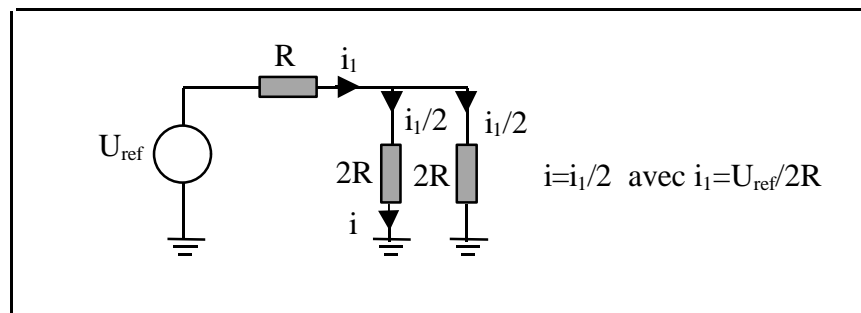 R i₁
i₁/2 i₁/2
U_ref
2R 2R i=i₁/2 avec i₁=U_ref/2R
i